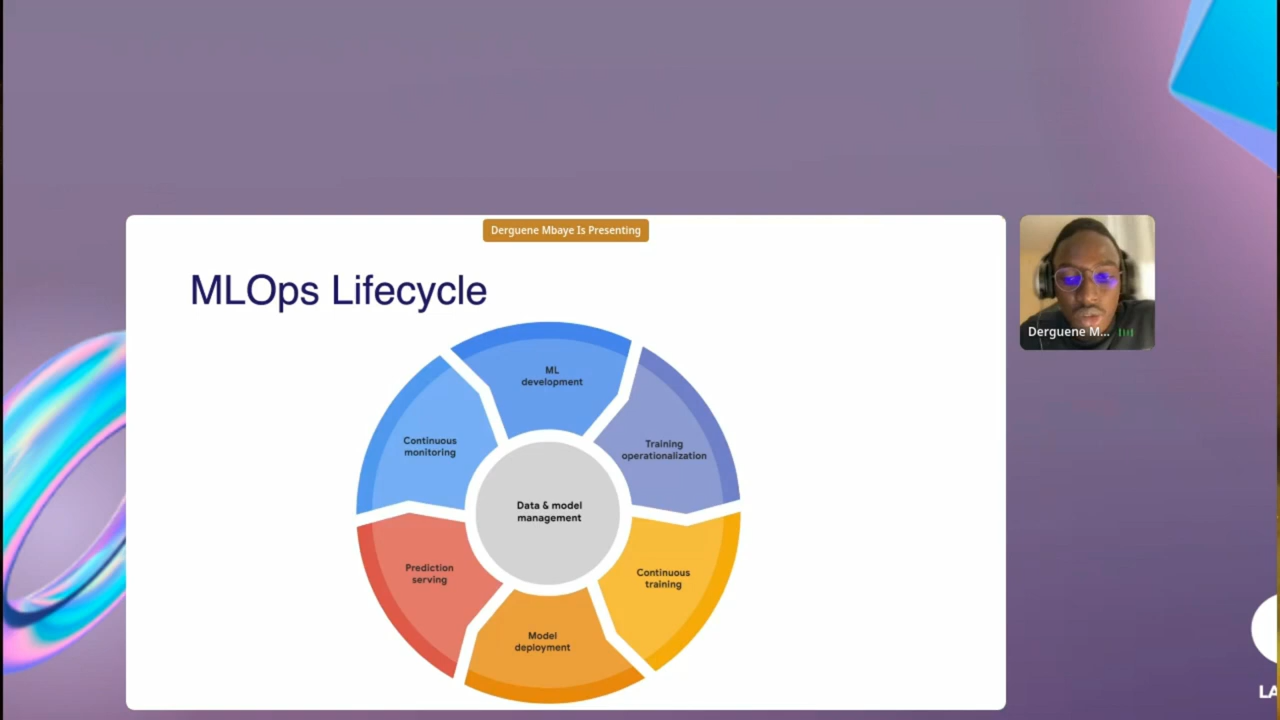 Derguene Mbaye Is Presenting
MLOps Lifecycle
Derguene M...
ML
development
Training
operationalization
Continuous
training
Model
deployment
Prediction
serving
Continuous
monitoring
Data & model
management